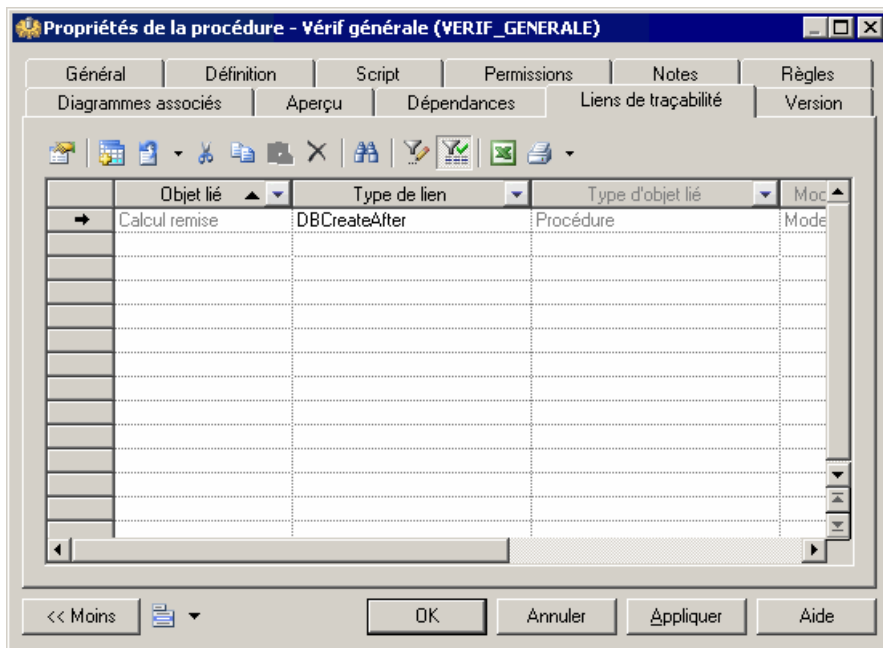 Propriétés de la procédure - Vérif générale (VERIF_GENERALE)
Général Définition Script Permissions Notes Règles
Diagrammes associés Aperçu Dépendances Liens de traçabilité Version
Objet lié Type de lien Type d'objet lié Moc
Calcul remise DBCreateAfter Procédure Mode
<< Moins OK Annuler Appliquer Aide